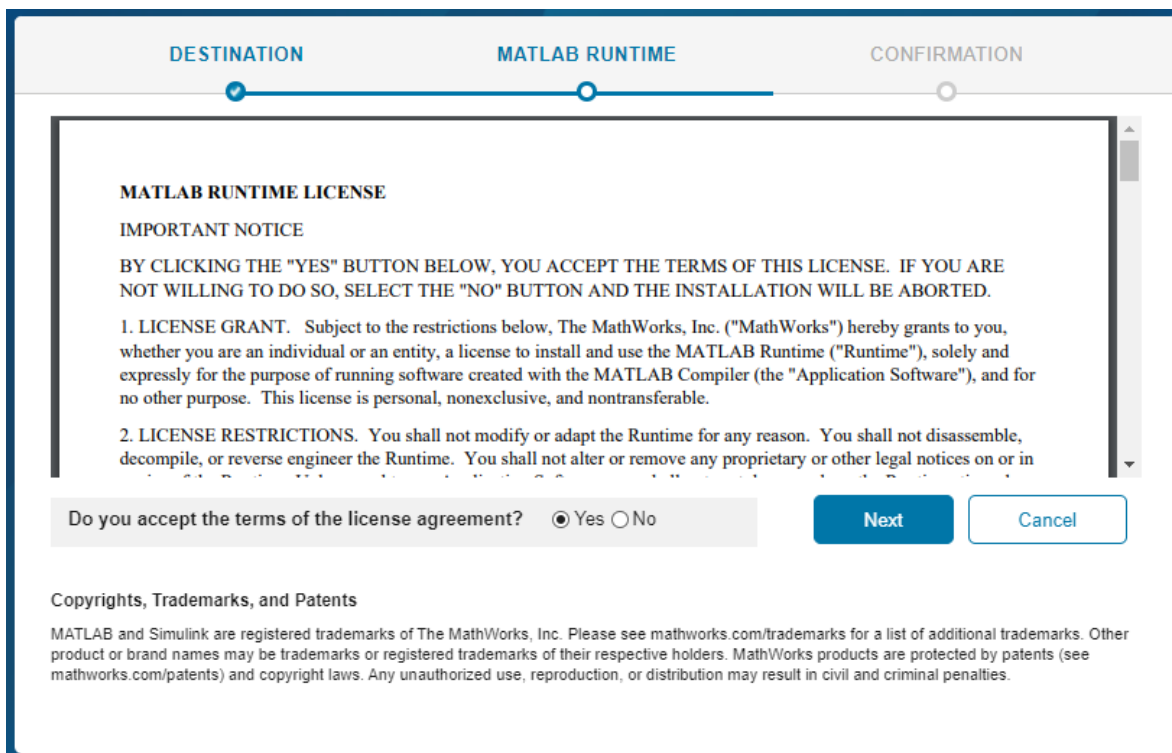 DESTINATION MATLAB RUNTIME CONFIRMATION
MATLAB RUNTIME LICENSE
IMPORTANT NOTICE
BY CLICKING THE "YES" BUTTON BELOW, YOU ACCEPT THE TERMS OF THIS LICENSE. IF YOU ARE
NOT WILLING TO DO SO, SELECT THE "NO" BUTTON AND THE INSTALLATION WILL BE ABORTED.
1. LICENSE GRANT. Subject to the restrictions below, The MathWorks, Inc. ("MathWorks") hereby grants to you,
whether you are an individual or an entity, a license to install and use the MATLAB Runtime ("Runtime"), solely and
expressly for the purpose of running software created with the MATLAB Compiler (the "Application Software"), and for
no other purpose. This license is personal, nonexclusive, and nontransferable.
2. LICENSE RESTRICTIONS. You shall not modify or adapt the Runtime for any reason. You shall not disassemble,
decompile, or reverse engineer the Runtime. You shall not alter or remove any proprietary or other legal notices on or in
Do you accept the terms of the license agreement? Yes No
Next Cancel
Copyrights, Trademarks, and Patents
MATLAB and Simulink are registered trademarks of The MathWorks, Inc. Please see mathworks.com/trademarks for a list of additional trademarks. Other
product or brand names may be trademarks or registered trademarks of their respective holders. MathWorks products are protected by patents (see
mathworks.com/patents) and copyright laws. Any unauthorized use, reproduction, or distribution may result in civil and criminal penalties.